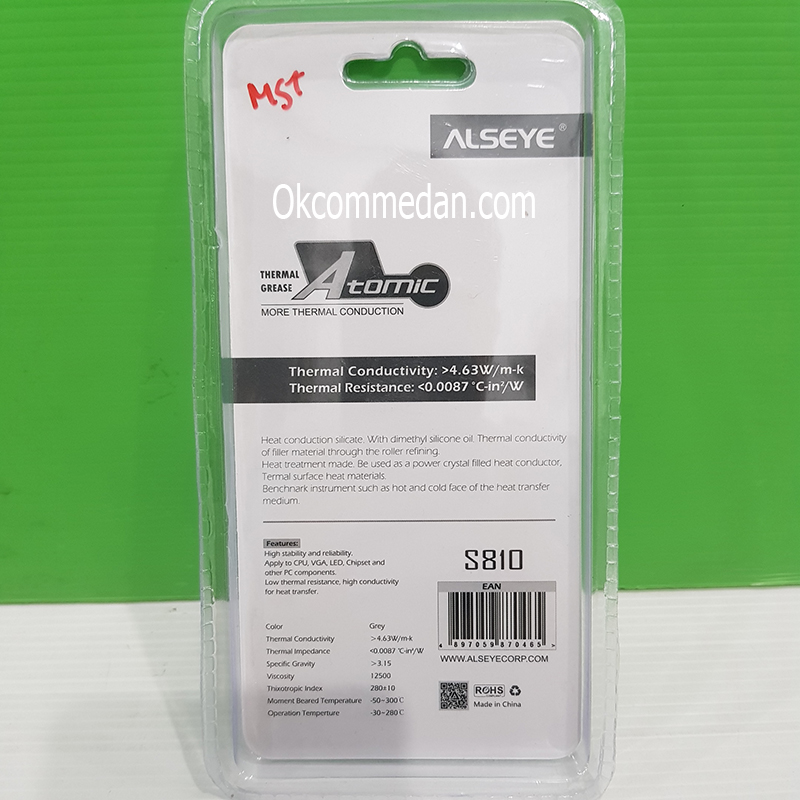 MST
ALSEYE®
Okcommedan.com
THERMAL
GREASE
Atomic
MORE THERMAL CONDUCTION
Thermal Conductivity: >4.63W/m-k
Thermal Resistance: <0.0087 °C-in²/W
Heat conduction silicate. With dimethyl silicone oil. Thermal conductivity
of filler material through the roller refining.
Heat treatment made. Be used as a power crystal filled heat conductor,
Termal surface heat materials.
Benchnark instrument such as hot and cold face of the heat transfer
medium.
Features:
High stability and reliability.
Apply to CPU, VGA, LED, Chipset and
other PC components.
Low thermal resistance, high conductivity
for heat transfer.
S810
EAN
4 897059 870465 >
WWW.ALSEYECORP.COM
Color Grey
Thermal Conductivity >4.63W/m-k
Thermal Impedance <0.0087 °C-in²/W
Specific Gravity >3.15
Viscosity 12500
Thixotropic Index 280±10
Moment Beared Temperature -50~300℃
Operation Temperture -30~280℃
RoHS
COMPLIANT
Made in China